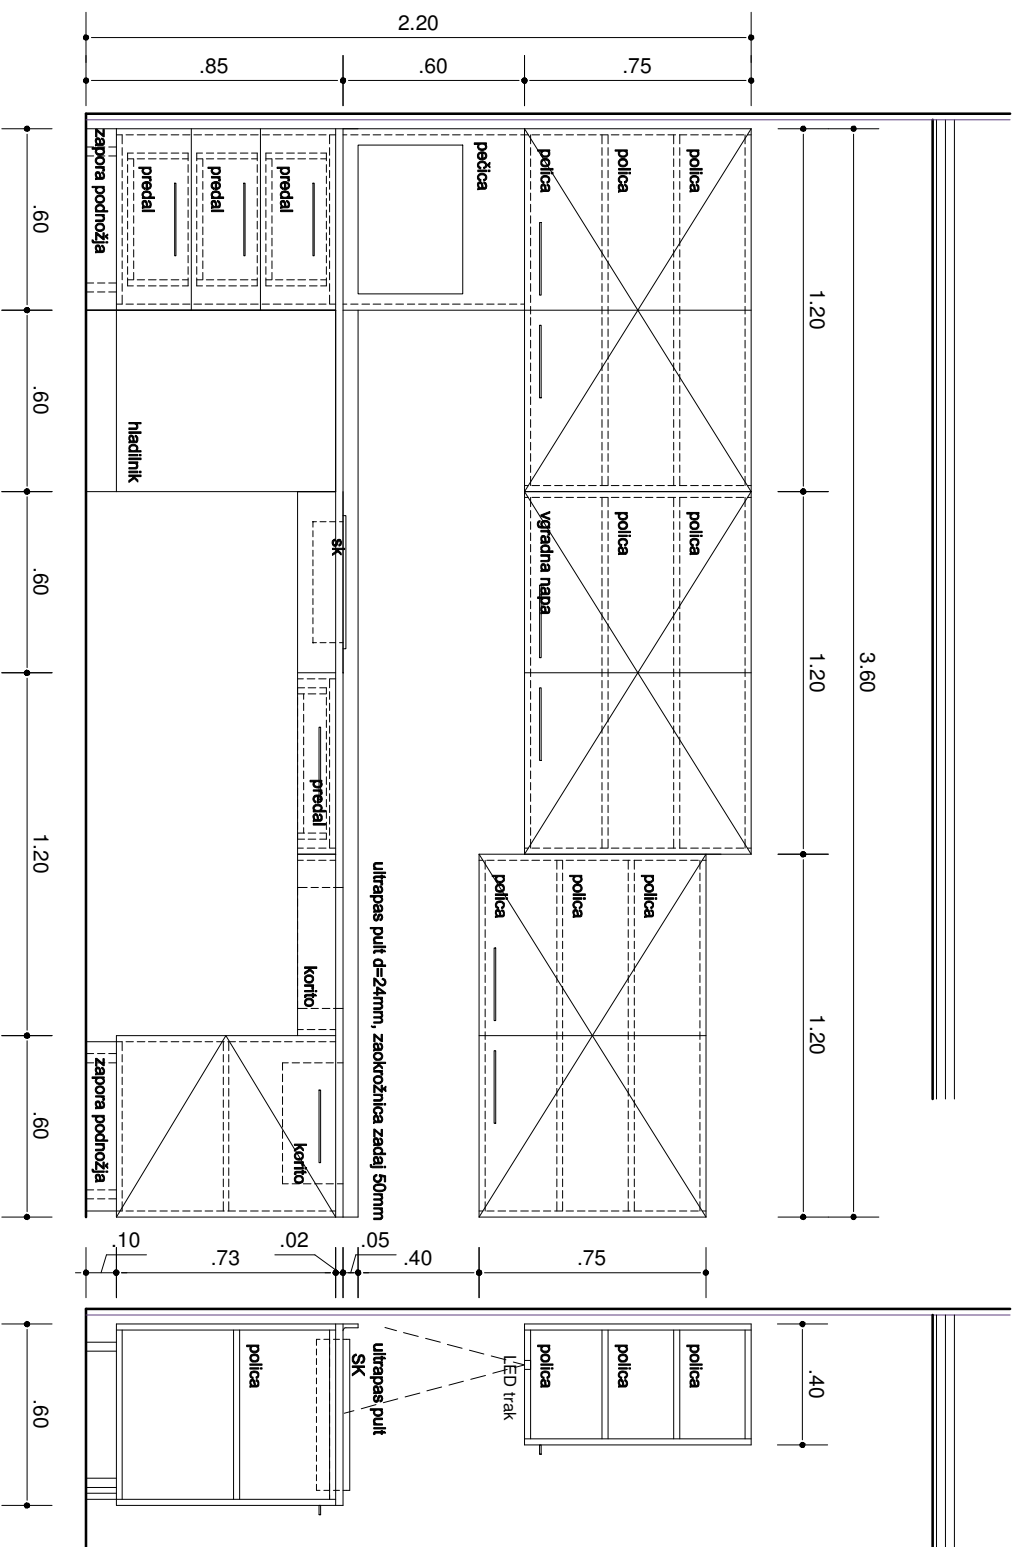 3.60
1.20
1.20
1.20
.40
2.20
.75
.60
.85
polica
polica
polica
polica
polica
vgradna napa
polica
polica
polica
pečica
predal
predal
predal
zapora podnožja
hladilnik
sk
predal
korito
ultrapas pult d=24mm, zaokrožnica zadaj 50mm
korito
zapora podnožja
.75
.40
.05
.02
.73
.10
polica
polica
polica
LED trak
ultrapas pult
SK
polica
.60
.60
.60
1.20
.60
.60